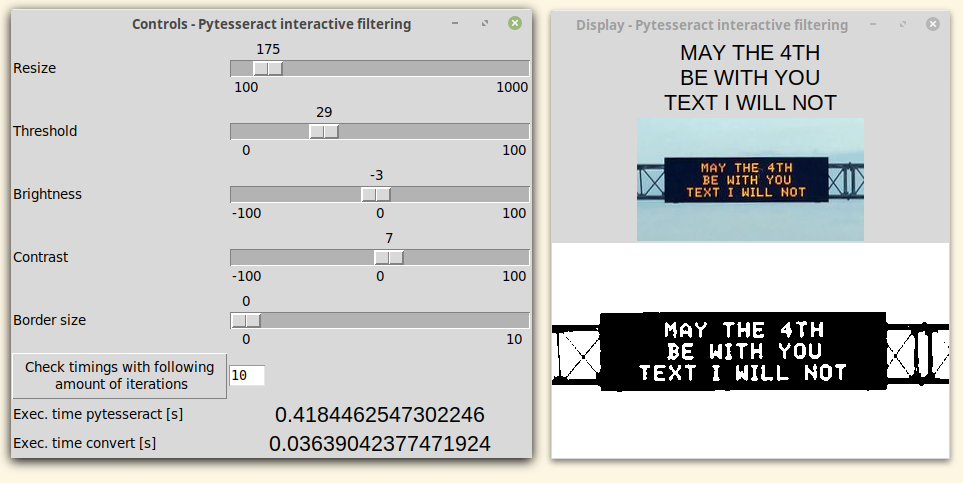 Controls - Pytesseract interactive filtering
Resize
175
100 1000
Threshold
29
0 100
Brightness
-3
-100 0 100
Contrast
7
-100 0 100
Border size
0
0 10
Check timings with following
amount of iterations
10
Exec. time pytesseract [s] 0.4184462547302246
Exec. time convert [s] 0.03639042377471924
Display - Pytesseract interactive filtering
MAY THE 4TH
BE WITH YOU
TEXT I WILL NOT
MAY THE 4TH
BE WITH YOU
TEXT I WILL NOT
MAY THE 4TH
BE WITH YOU
TEXT I WILL NOT